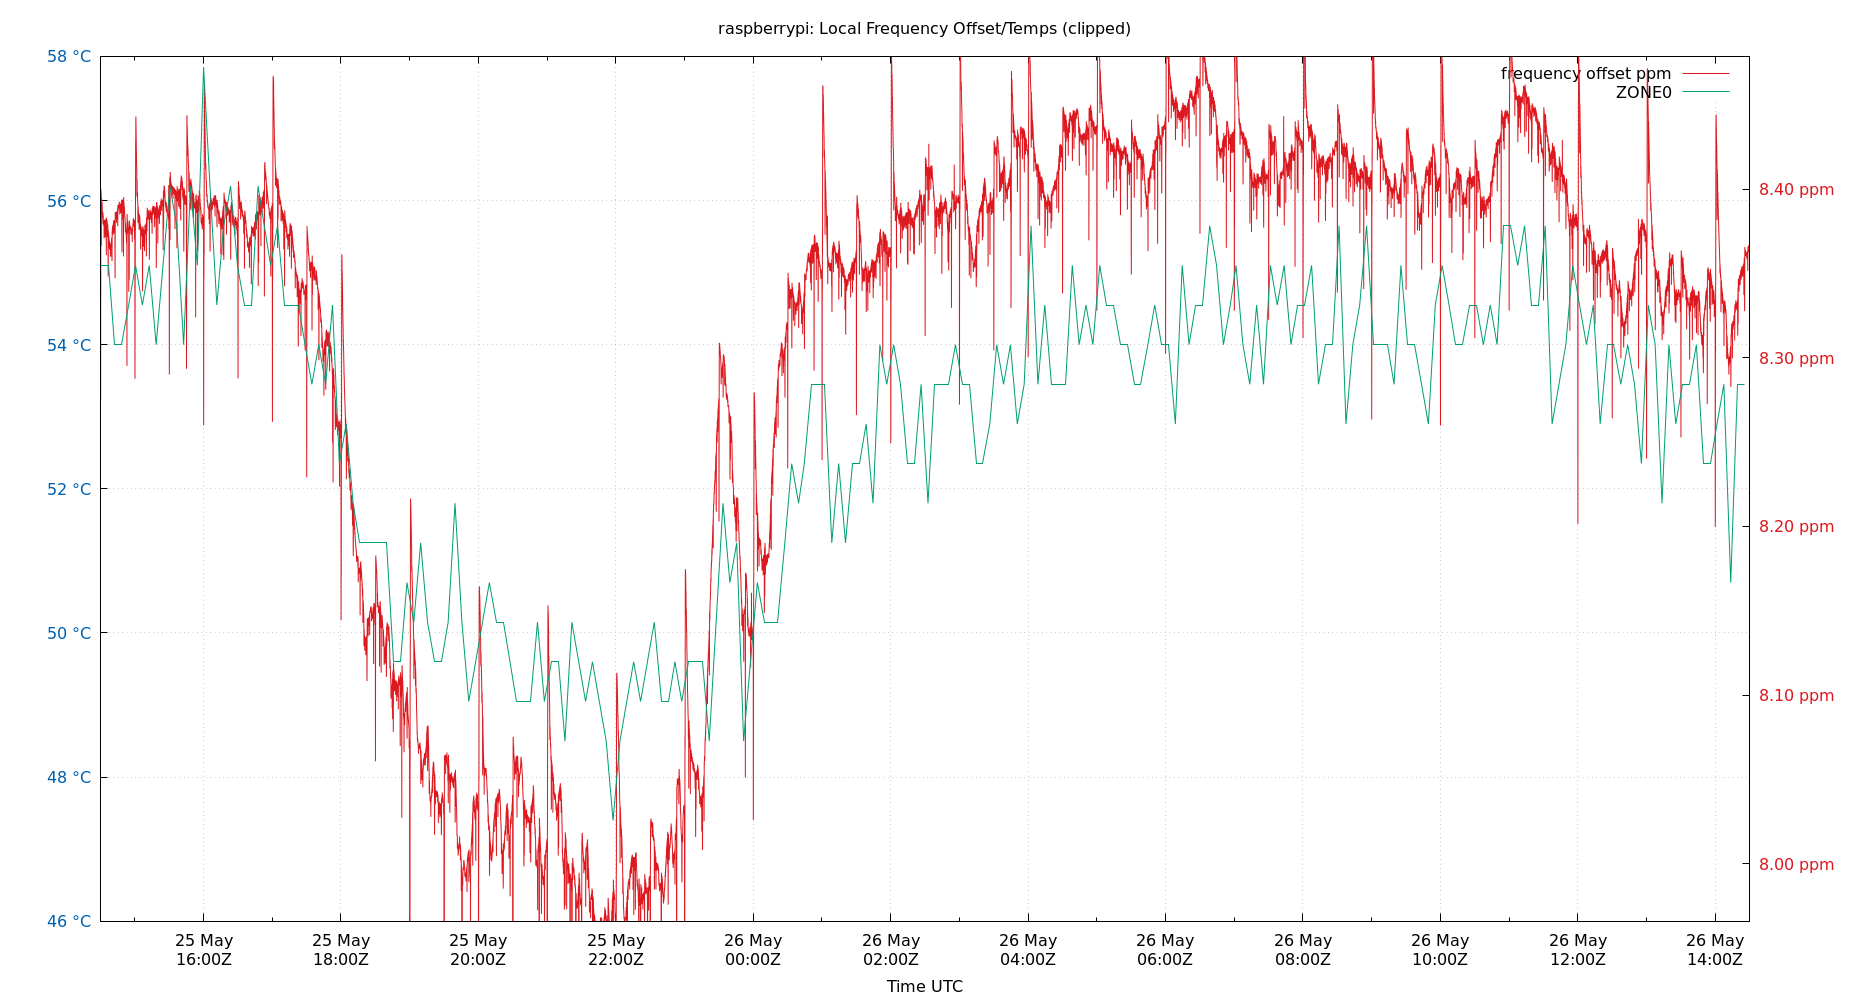 raspberrypi: Local Frequency Offset/Temps (clipped)
58 °C
56 °C
54 °C
52 °C
50 °C
48 °C
46 °C
frequency offset ppm
ZONE0
8.40 ppm
8.30 ppm
8.20 ppm
8.10 ppm
8.00 ppm
25 May 25 May 25 May 25 May 26 May 26 May 26 May 26 May 26 May 26 May 26 May 26 May
16:00Z 18:00Z 20:00Z 22:00Z 00:00Z 02:00Z 04:00Z 06:00Z 08:00Z 10:00Z 12:00Z 14:00Z
Time UTC